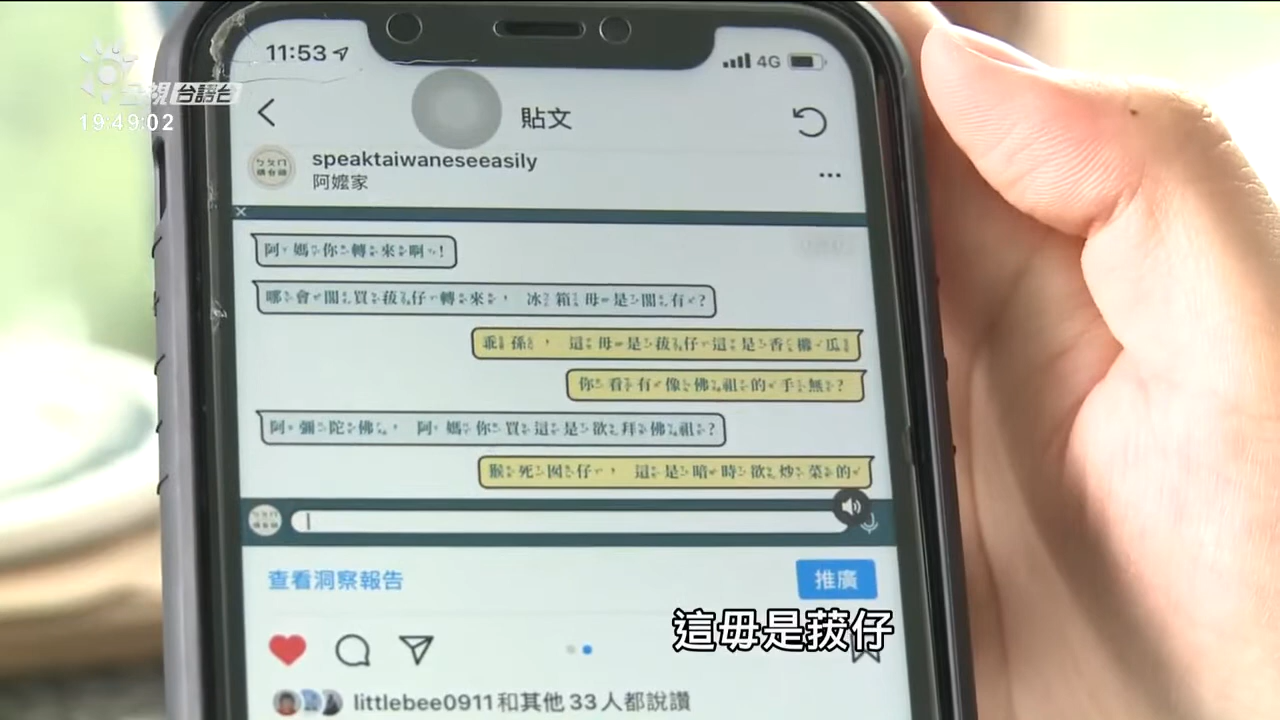 11:53
4G
公視台語台
19:49:02
貼文
speaktaiwaneseeasily
阿嬤家
阿媽你轉來啊!
哪會閣買菝仔轉來,冰箱毋是閣有?
乖孫,這毋是菝仔這是香櫞瓜
你看有像佛祖的手無?
阿彌陀佛,阿媽你買這是欲拜佛祖?
猴死囡仔,這是暗時欲炒菜的
查看洞察報告
推廣
這毋是菝仔
littlebee0911和其他33人都說讚